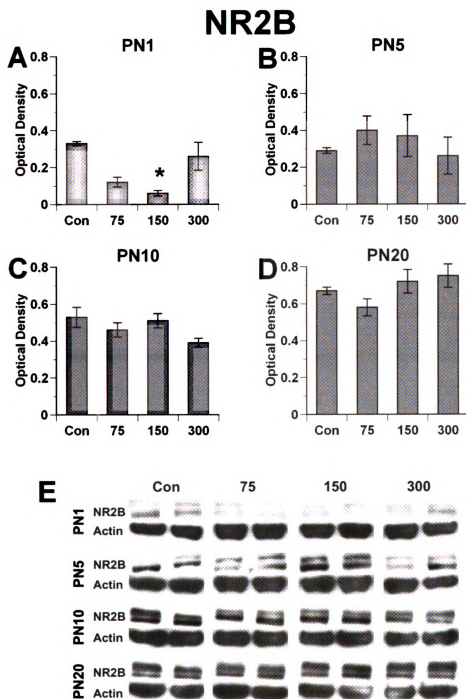 NR2B
A
PN1
Optical Density
0.8
0.6
0.4
0.2
0
*
Con 75 150 300
B
PN5
Optical Density
0.8
0.6
0.4
0.2
0
Con 75 150 300
C
PN10
Optical Density
0.8
0.6
0.4
0.2
0
Con 75 150 300
D
PN20
Optical Density
0.8
0.6
0.4
0.2
0
Con 75 150 300
E
Con 75 150 300
PN1
NR2B
Actin
PN5
NR2B
Actin
PN10
NR2B
Actin
PN20
NR2B
Actin